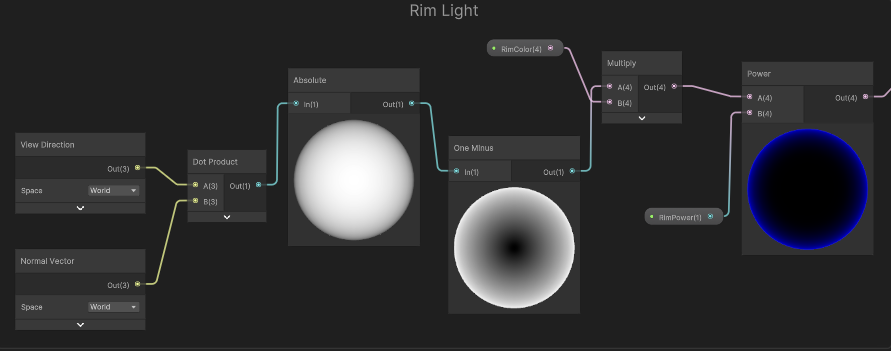 Rim Light
View Direction
Out(3)
Space World
Normal Vector
Out(3)
Space World
Dot Product
A(3) Out(1)
B(3)
Absolute
In(1) Out(1)
One Minus
In(1) Out(1)
RimColor(4)
Multiply
A(4) Out(4)
B(4)
RimPower(1)
Power
A(4) Out(4)
B(4)